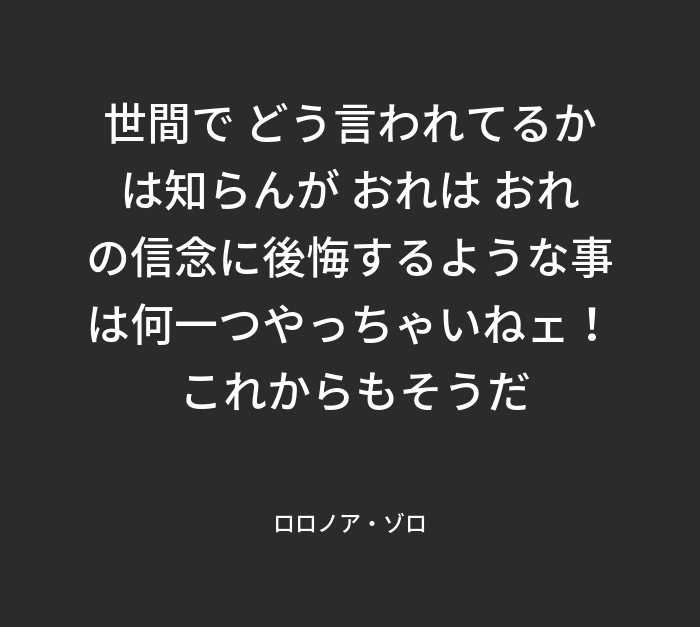 世間で どう言われてるか
は知らんが おれは おれ
の信念に後悔するような事
は何一つやっちゃいねェ！
これからもそうだ
ロロノア・ゾロ